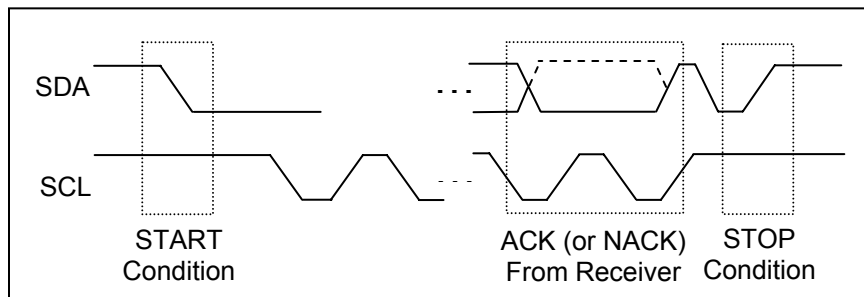 SDA
SCL
START
Condition
ACK (or NACK)
From Receiver
STOP
Condition